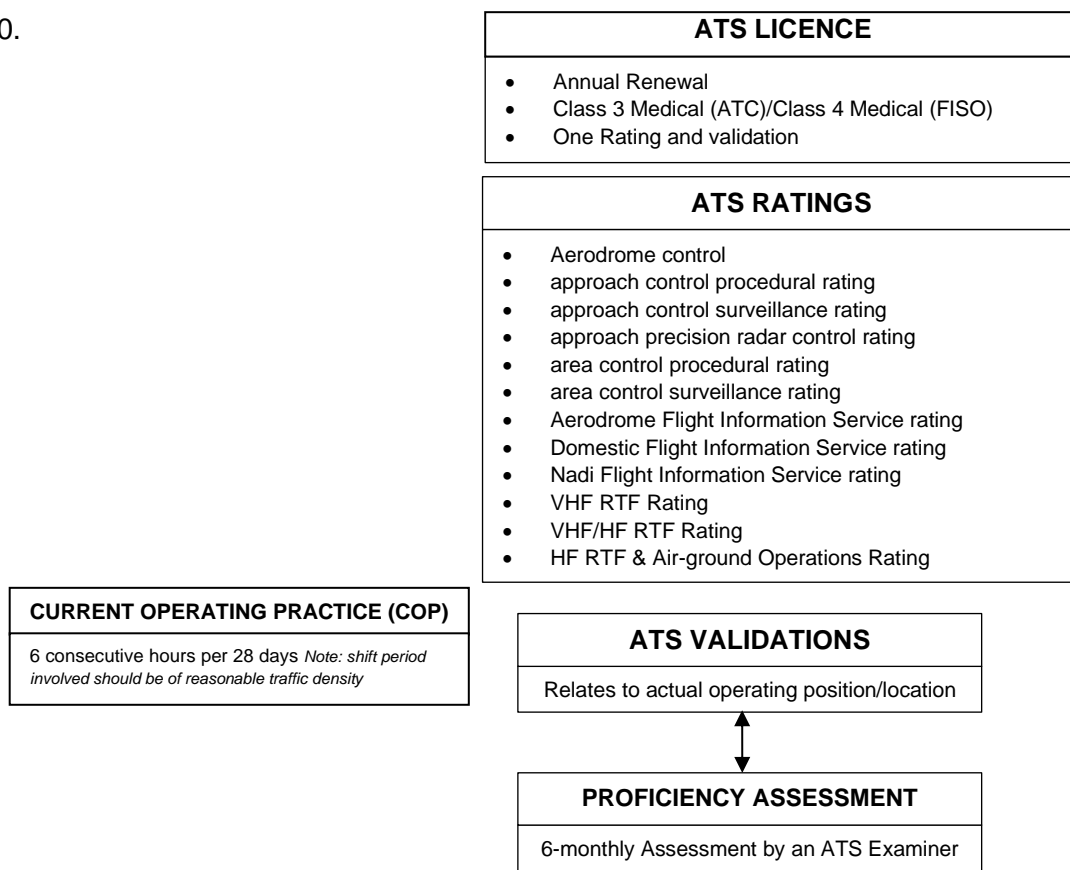 0.
ATS LICENCE
• Annual Renewal
• Class 3 Medical (ATC)/Class 4 Medical (FISO)
• One Rating and validation
ATS RATINGS
• Aerodrome control
• approach control procedural rating
• approach control surveillance rating
• approach precision radar control rating
• area control procedural rating
• area control surveillance rating
• Aerodrome Flight Information Service rating
• Domestic Flight Information Service rating
• Nadi Flight Information Service rating
• VHF RTF Rating
• VHF/HF RTF Rating
• HF RTF & Air-ground Operations Rating
CURRENT OPERATING PRACTICE (COP)
6 consecutive hours per 28 days Note: shift period
involved should be of reasonable traffic density
ATS VALIDATIONS
Relates to actual operating position/location
PROFICIENCY ASSESSMENT
6-monthly Assessment by an ATS Examiner